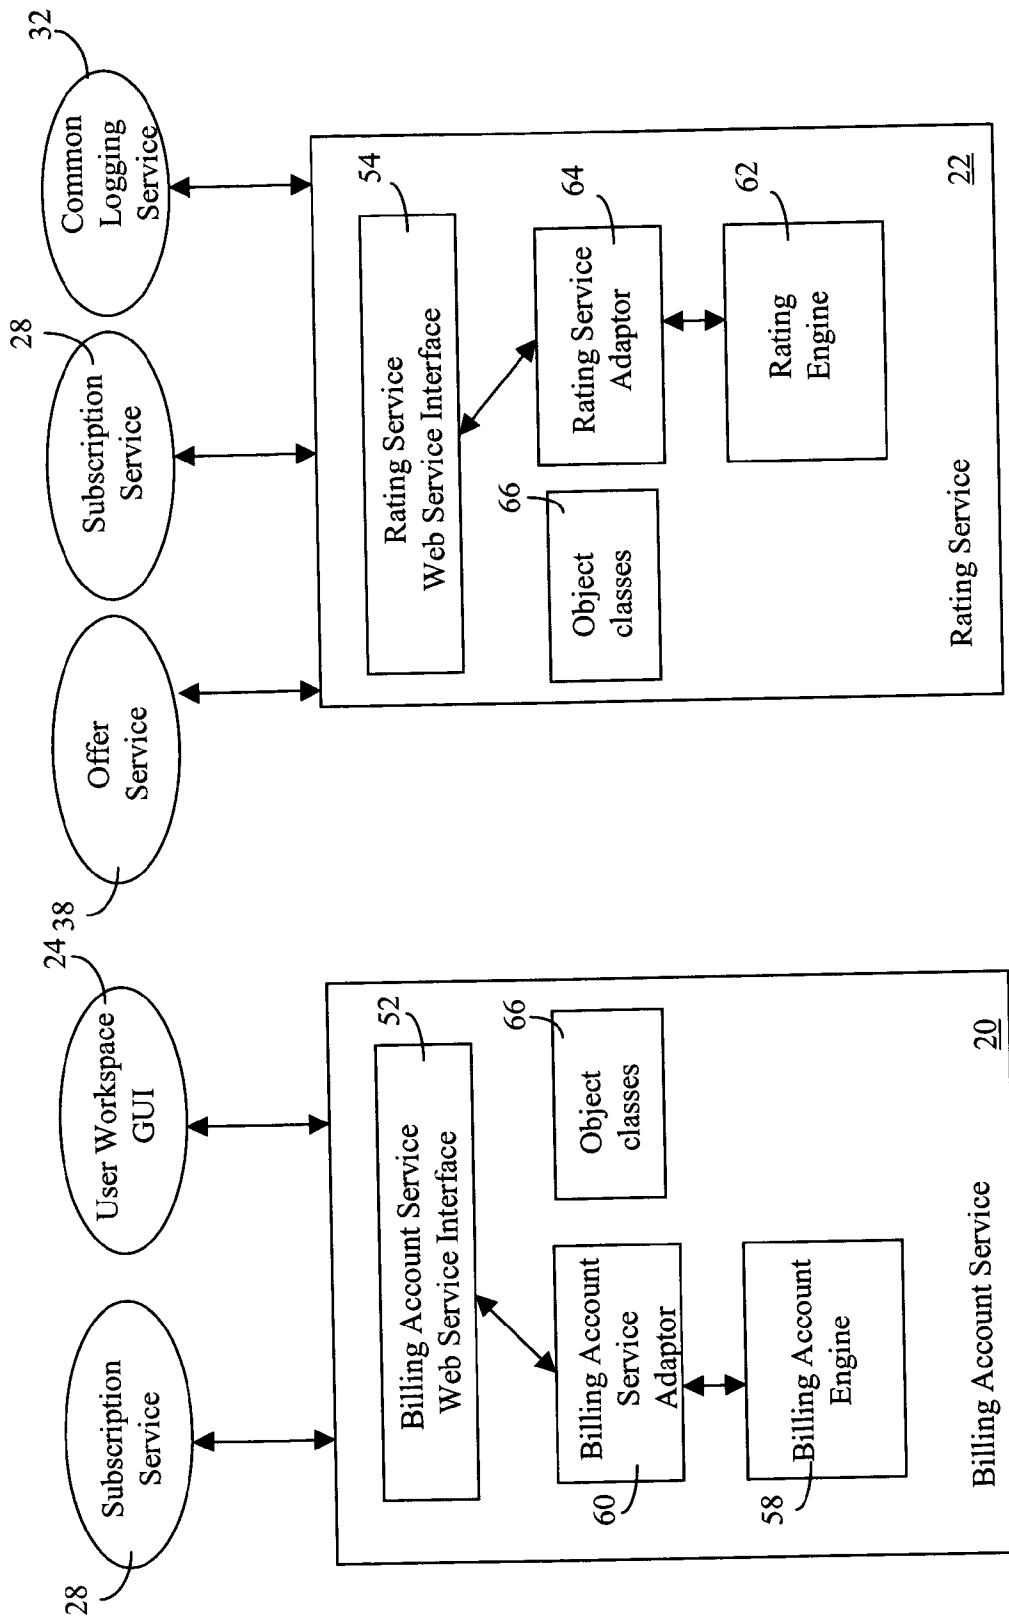 28
Subscription
Service
24
User Workspace
GUI
38
Offer
Service
28
Subscription
Service
32
Common
Logging
Service
52
Billing Account Service
Web Service Interface
60
Billing Account
Service
Adaptor
66
Object
classes
58
Billing Account
Engine
Billing Account Service
20
54
Rating Service
Web Service Interface
66
Object
classes
64
Rating Service
Adaptor
62
Rating
Engine
Rating Service
22